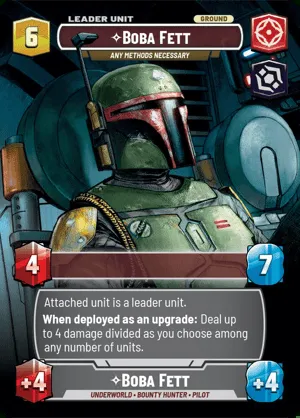 LEADER UNIT
GROUND
6
✧BOBA FETT
ANY METHODS NECESSARY
4
7
Attached unit is a leader unit.
When deployed as an upgrade: Deal up
to 4 damage divided as you choose among
any number of units.
+4
✧BOBA FETT
+4
UNDERWORLD • BOUNTY HUNTER • PILOT